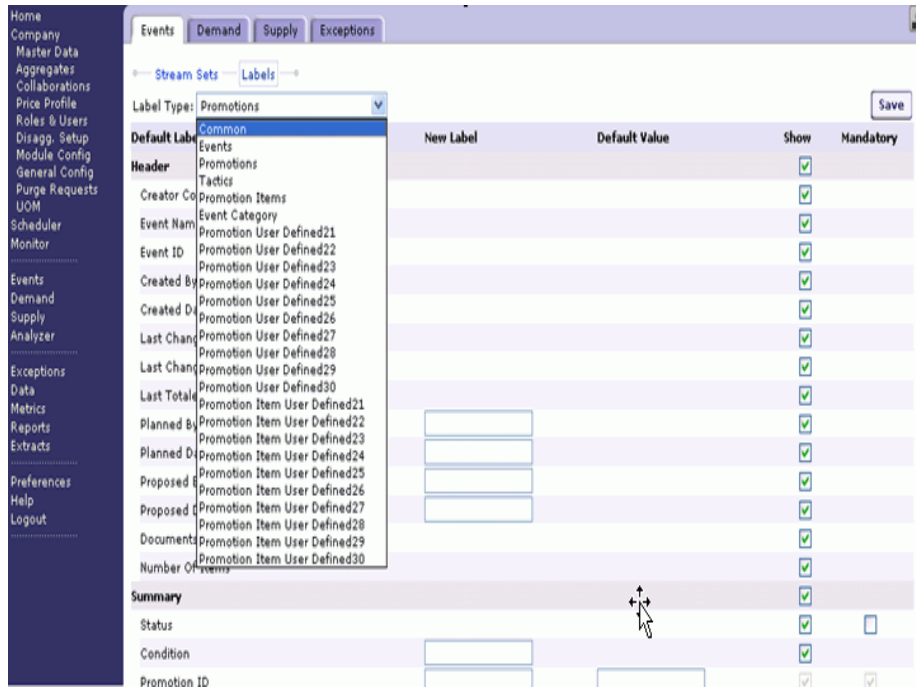 Home
Company
Master Data
Aggregates
Collaborations
Price Profile
Roles & Users
Disagg. Setup
Module Config
General Config
Purge Requests
UOM
Scheduler
Monitor
Events
Demand
Supply
Analyzer
Exceptions
Data
Metrics
Reports
Extracts
Preferences
Help
Logout
Events Demand Supply Exceptions
Stream Sets Labels
Label Type: Promotions Save
Default Labe New Label Default Value Show Mandatory
Header
Creator Co
Event Nam
Event ID
Created By
Created Da
Last Chang
Last Chang
Last Totale
Planned By
Planned Da
Proposed
Proposed
Documents
Number Of Items
Common
Events
Promotions
Tactics
Promotion Items
Event Category
Promotion User Defined21
Promotion User Defined22
Promotion User Defined23
Promotion User Defined24
Promotion User Defined25
Promotion User Defined26
Promotion User Defined27
Promotion User Defined28
Promotion User Defined29
Promotion User Defined30
Promotion Item User Defined21
Promotion Item User Defined22
Promotion Item User Defined23
Promotion Item User Defined24
Promotion Item User Defined25
Promotion Item User Defined26
Promotion Item User Defined27
Promotion Item User Defined28
Promotion Item User Defined29
Promotion Item User Defined30
Summary
Status
Condition
Promotion ID